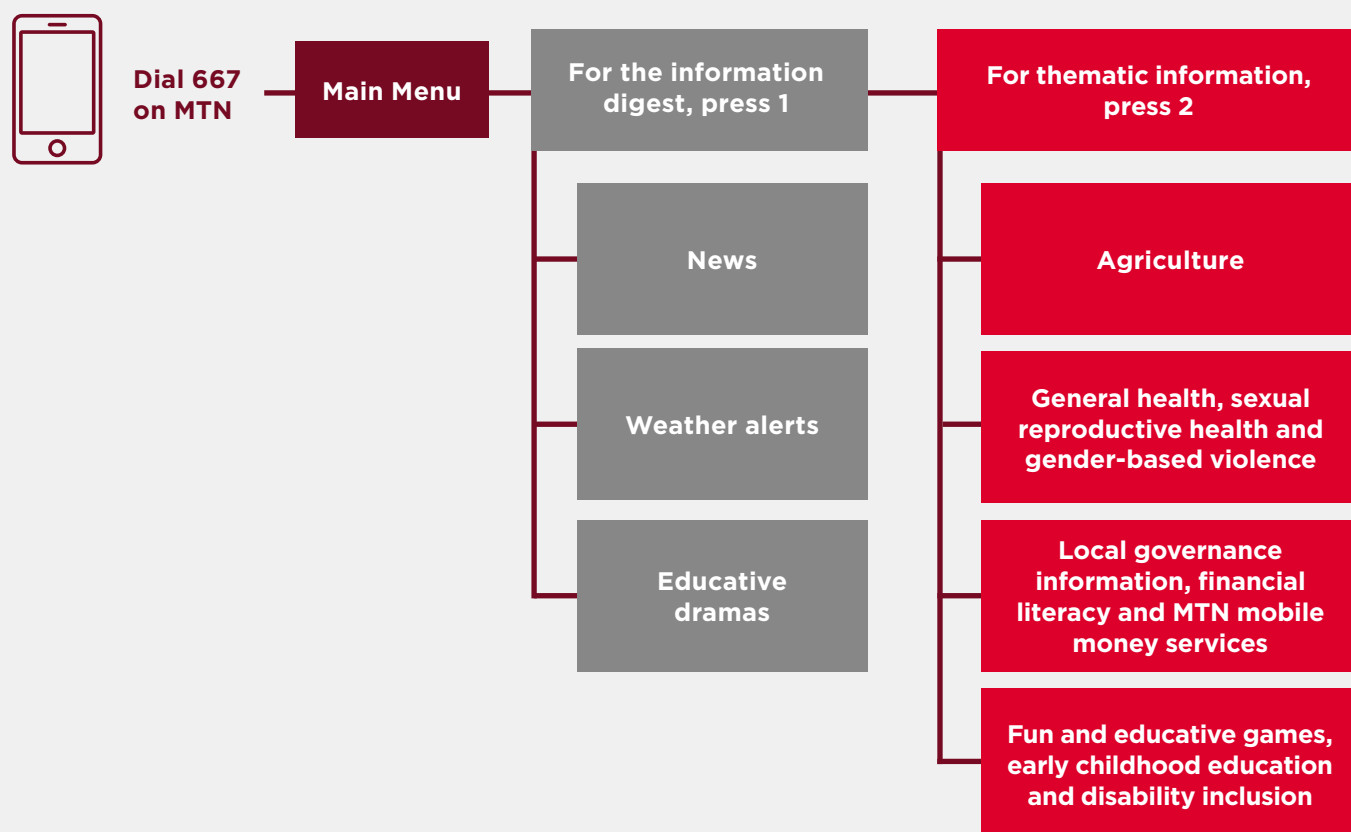 Dial 667
on MTN
Main Menu
For the information
digest, press 1
News
Weather alerts
Educative
dramas
For thematic information,
press 2
Agriculture
General health, sexual
reproductive health and
gender-based violence
Local governance
information, financial
literacy and MTN mobile
money services
Fun and educative games,
early childhood education
and disability inclusion